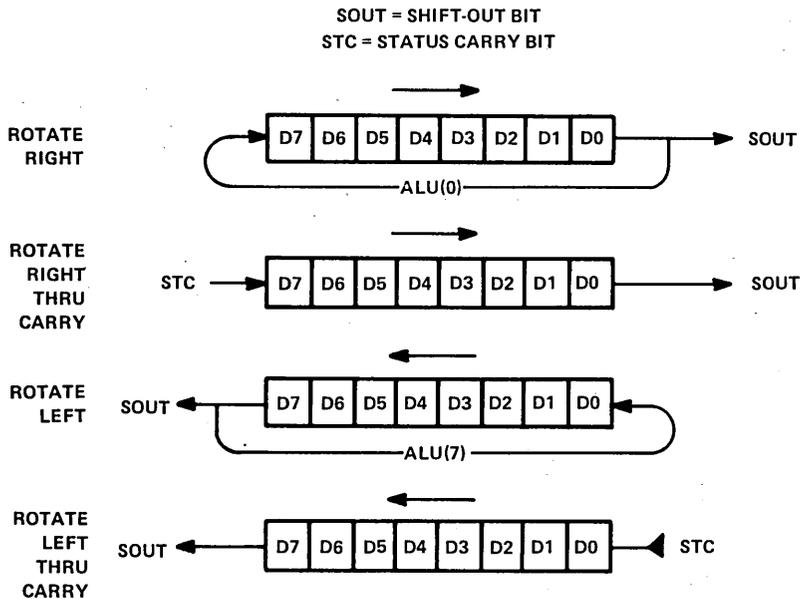 SOUT = SHIFT-OUT BIT
STC = STATUS CARRY BIT
ROTATE
RIGHT
D7 D6 D5 D4 D3 D2 D1 D0
SOUT
ALU(0)
ROTATE
RIGHT
THRU
CARRY
STC
D7 D6 D5 D4 D3 D2 D1 D0
SOUT
ROTATE
LEFT
SOUT
D7 D6 D5 D4 D3 D2 D1 D0
ALU(7)
ROTATE
LEFT
THRU
CARRY
SOUT
D7 D6 D5 D4 D3 D2 D1 D0
STC